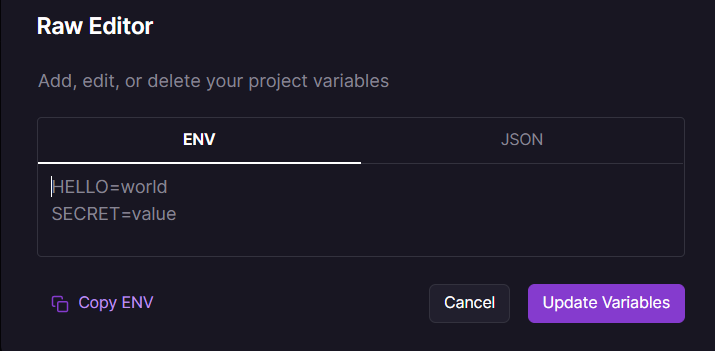 Raw Editor
Add, edit, or delete your project variables
ENV
JSON
HELLO=world
SECRET=value
Copy ENV
Cancel
Update Variables